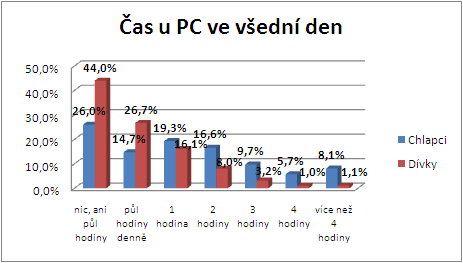 Čas u PC ve všední den
50,0%
40,0%
30,0%
20,0%
10,0%
0,0%
44,0%
26,0%
26,7%
14,7%
19,3%
16,1%
16,6%
8,0%
9,7%
3,2%
5,7%
1,0%
8,1%
1,1%
nic, ani
půl
hodiny
půl
hodiny
denně
1
hodina
2
hodiny
3
hodiny
4
hodiny
více než
4
hodiny
Chlapci
Dívky